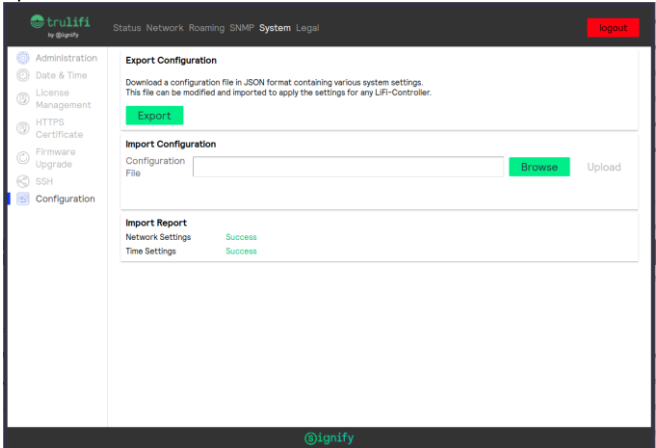 trulifi
by Signify
Status Network Roaming SNMP System Legal
logout
Administration
Date & Time
License
Management
HTTPS
Certificate
Firmware
Upgrade
SSH
Configuration
Export Configuration
Download a configuration file in JSON format containing various system settings.
This file can be modified and imported to apply the settings for any LiFi-Controller.
Export
Import Configuration
Configuration
File
Browse
Upload
Import Report
Network Settings Success
Time Settings Success
Signify